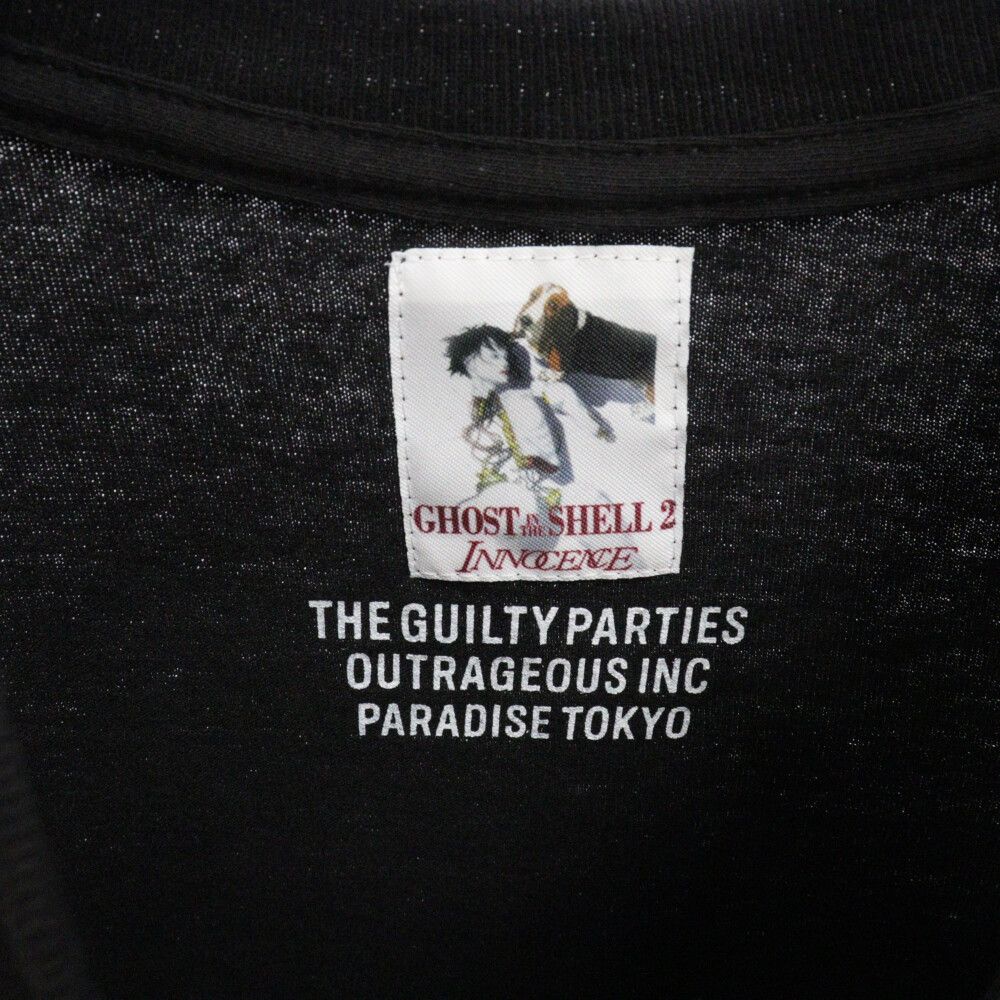 GHOST IN THE SHELL 2
INNOCENCE
THE GUILTY PARTIES
OUTRAGEOUS INC
PARADISE TOKYO